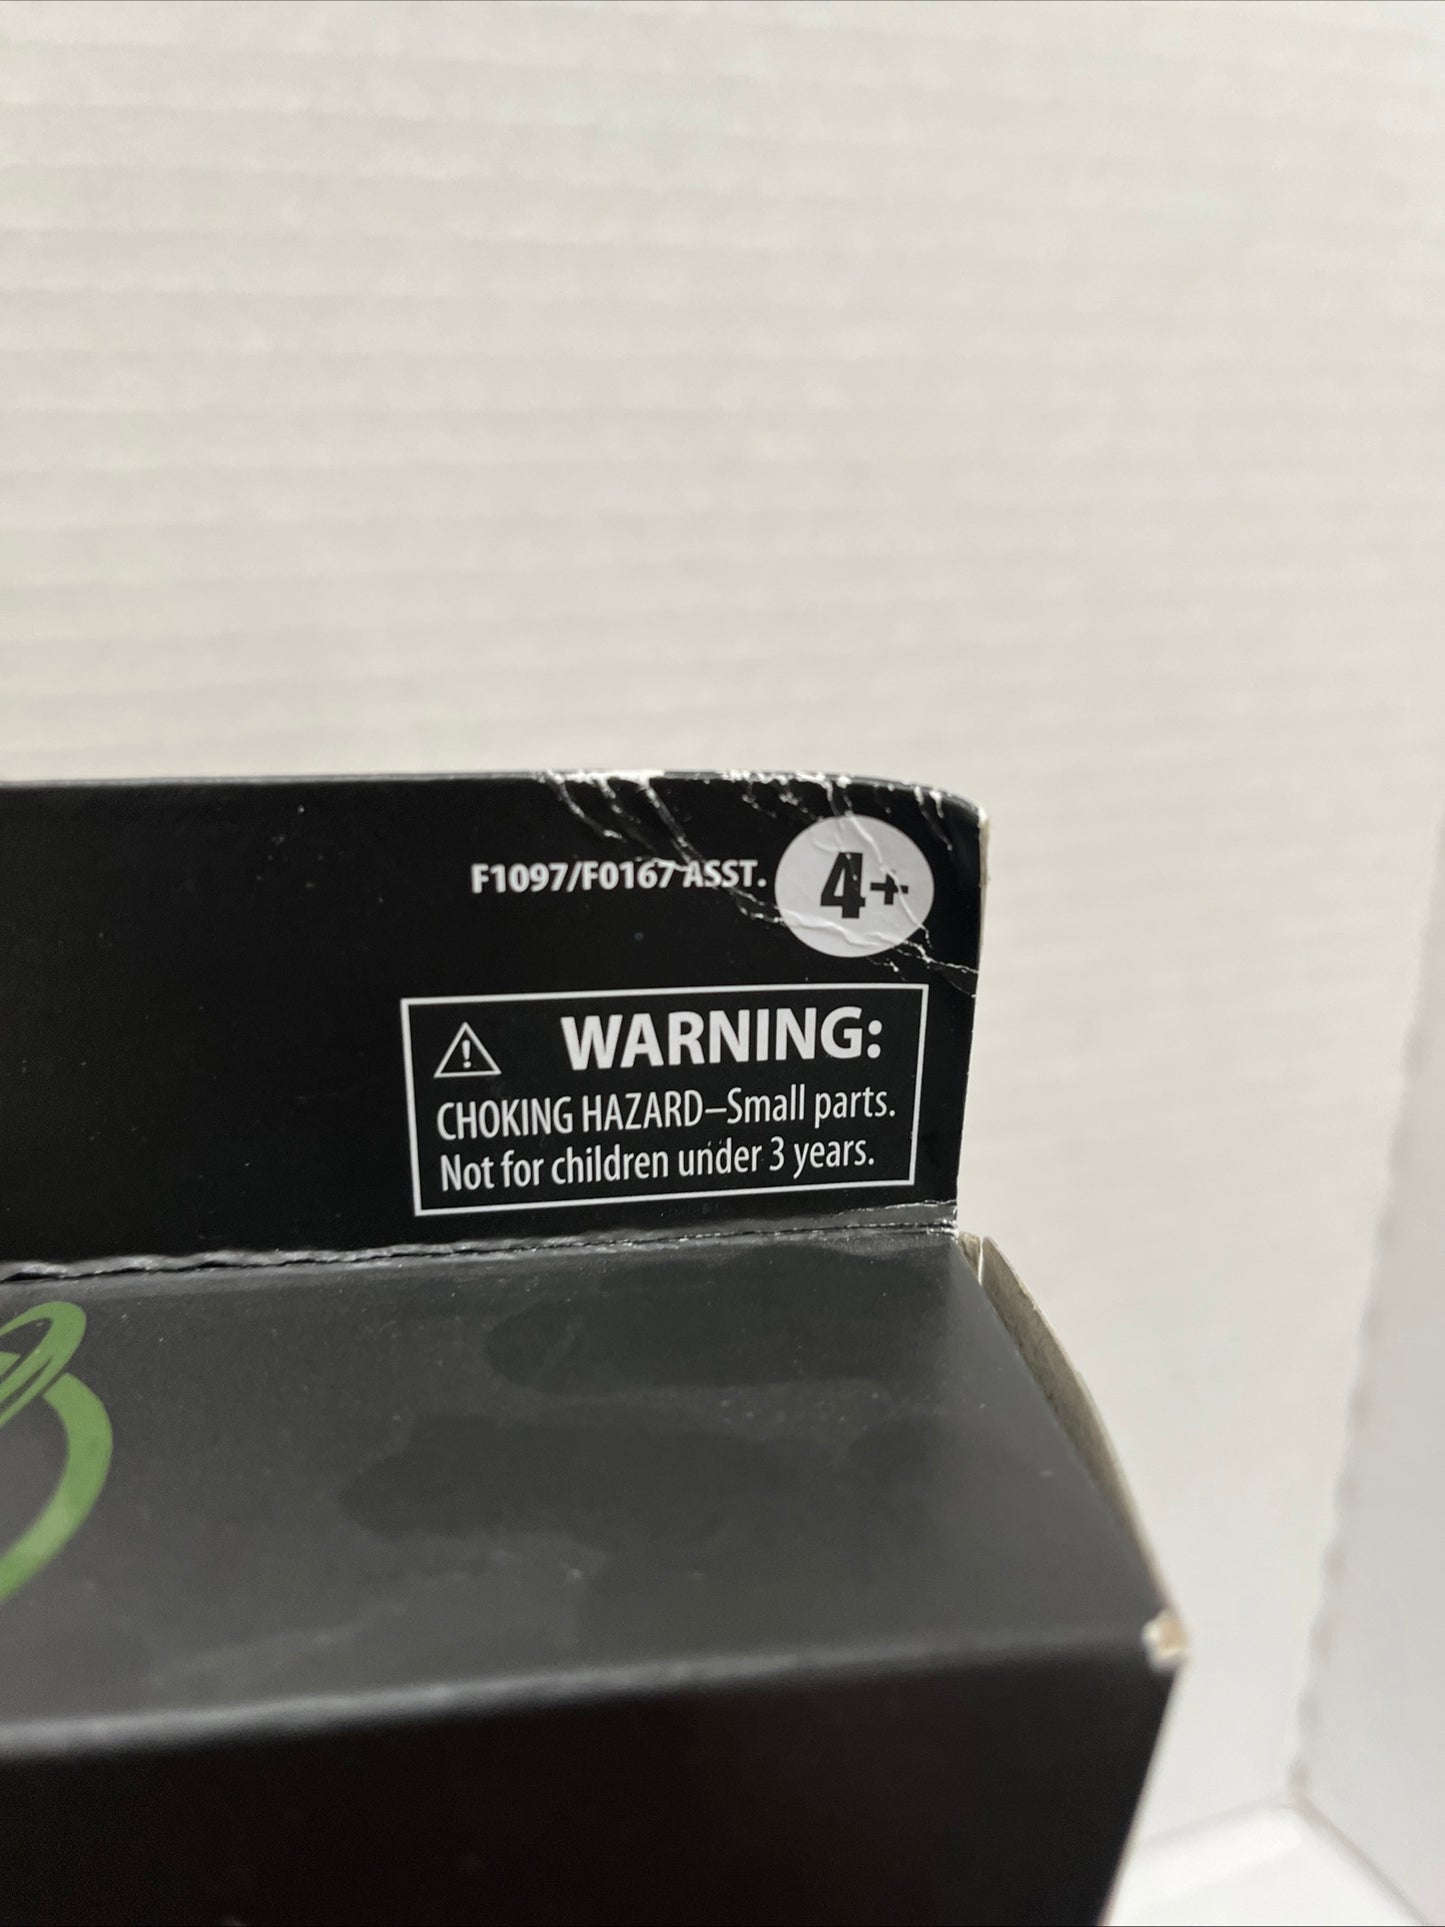 F1097/F0167 ASST.
4+
WARNING:
CHOKING HAZARD–Small parts.
Not for children under 3 years.